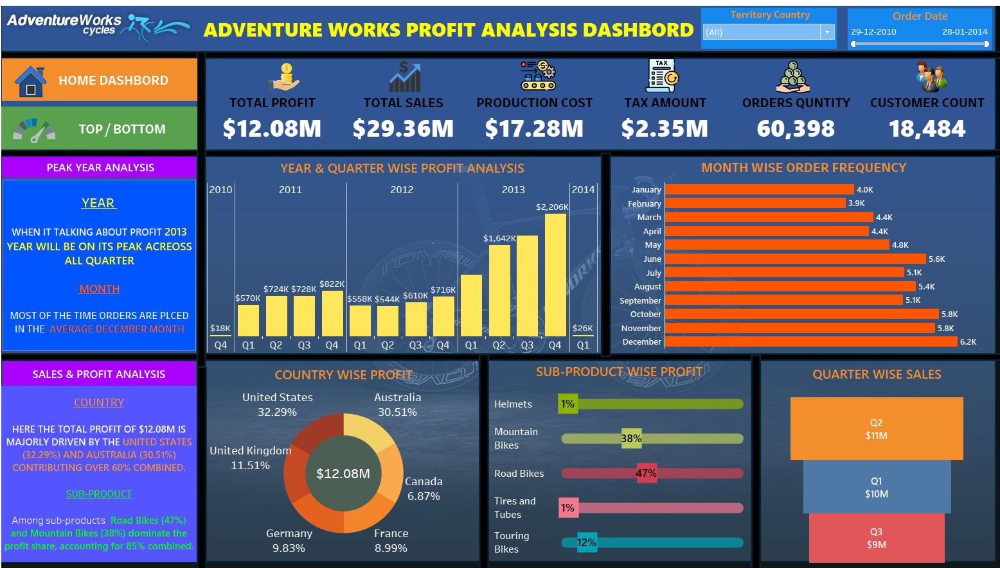 AdventureWorks
cycles
ADVENTURE WORKS PROFIT ANALYSIS DASHBORD
Territory Country
(All)
Order Date
29-12-2010 28-01-2014
HOME DASHBORD
TOP / BOTTOM
TOTAL PROFIT
$12.08M
TOTAL SALES
$29.36M
PRODUCTION COST
$17.28M
TAX
TAX AMOUNT
$2.35M
ORDERS QUNTITY
60,398
CUSTOMER COUNT
18,484
PEAK YEAR ANALYSIS
YEAR
WHEN IT TALKING ABOUT PROFIT 2013
YEAR WILL BE ON ITS PEAK ACREOSS
ALL QUARTER
MONTH
MOST OF THE TIME ORDERS ARE PLCED
IN THE AVERAGE DECEMBER MONTH
YEAR & QUARTER WISE PROFIT ANALYSIS
2010 2011 2012 2013 2014
$18K $570K $724K $728K $822K $558K $544K $610K $716K $1,642K $2,206K $26K
Q4 Q1 Q2 Q3 Q4 Q1 Q2 Q3 Q4 Q1 Q2 Q3 Q4 Q1
MONTH WISE ORDER FREQUENCY
January 4.0K
February 3.9K
March 4.4K
April 4.4K
May 4.8K
June 5.6K
July 5.1K
August 5.4K
September 5.1K
October 5.8K
November 5.8K
December 6.2K
SALES & PROFIT ANALYSIS
COUNTRY
HERE THE TOTAL PROFIT OF $12.08M IS
MAJORLY DRIVEN BY THE UNITED STATES
(32.29%) AND AUSTRALIA (30.51%)
CONTRIBUTING OVER 60% COMBINED.
SUB-PRODUCT
Among sub-products Road Bikes (47%)
and Mountain Bikes (38%) dominate the
profit share, accounting for 85% combined.
COUNTRY WISE PROFIT
United States
32.29%
Australia
30.51%
United Kingdom
11.51%
$12.08M
Canada
6.87%
Germany
9.83%
France
8.99%
SUB-PRODUCT WISE PROFIT
Helmets 1%
Mountain
Bikes 38%
Road Bikes 47%
Tires and
Tubes 1%
Touring
Bikes 12%
QUARTER WISE SALES
Q2
$11M
Q1
$10M
Q3
$9M